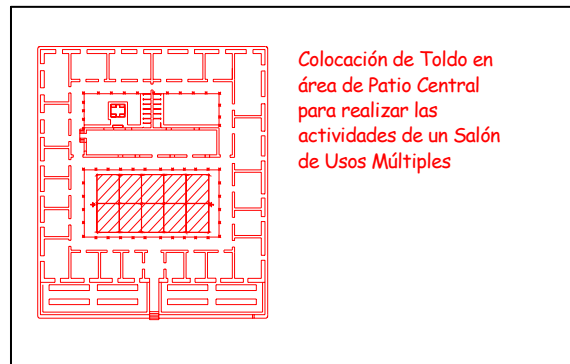 Colocación de Toldo en
área de Patio Central
para realizar las
actividades de un Salón
de Usos Múltiples